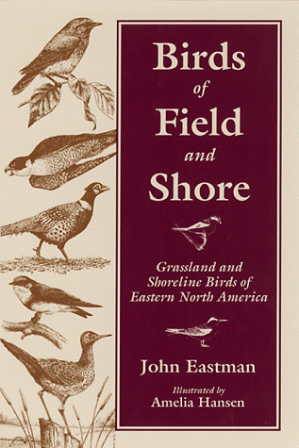 Birds
of
Field
and
Shore
Grassland and
Shoreline Birds of
Eastern North America
John Eastman
Illustrated by
Amelia Hansen